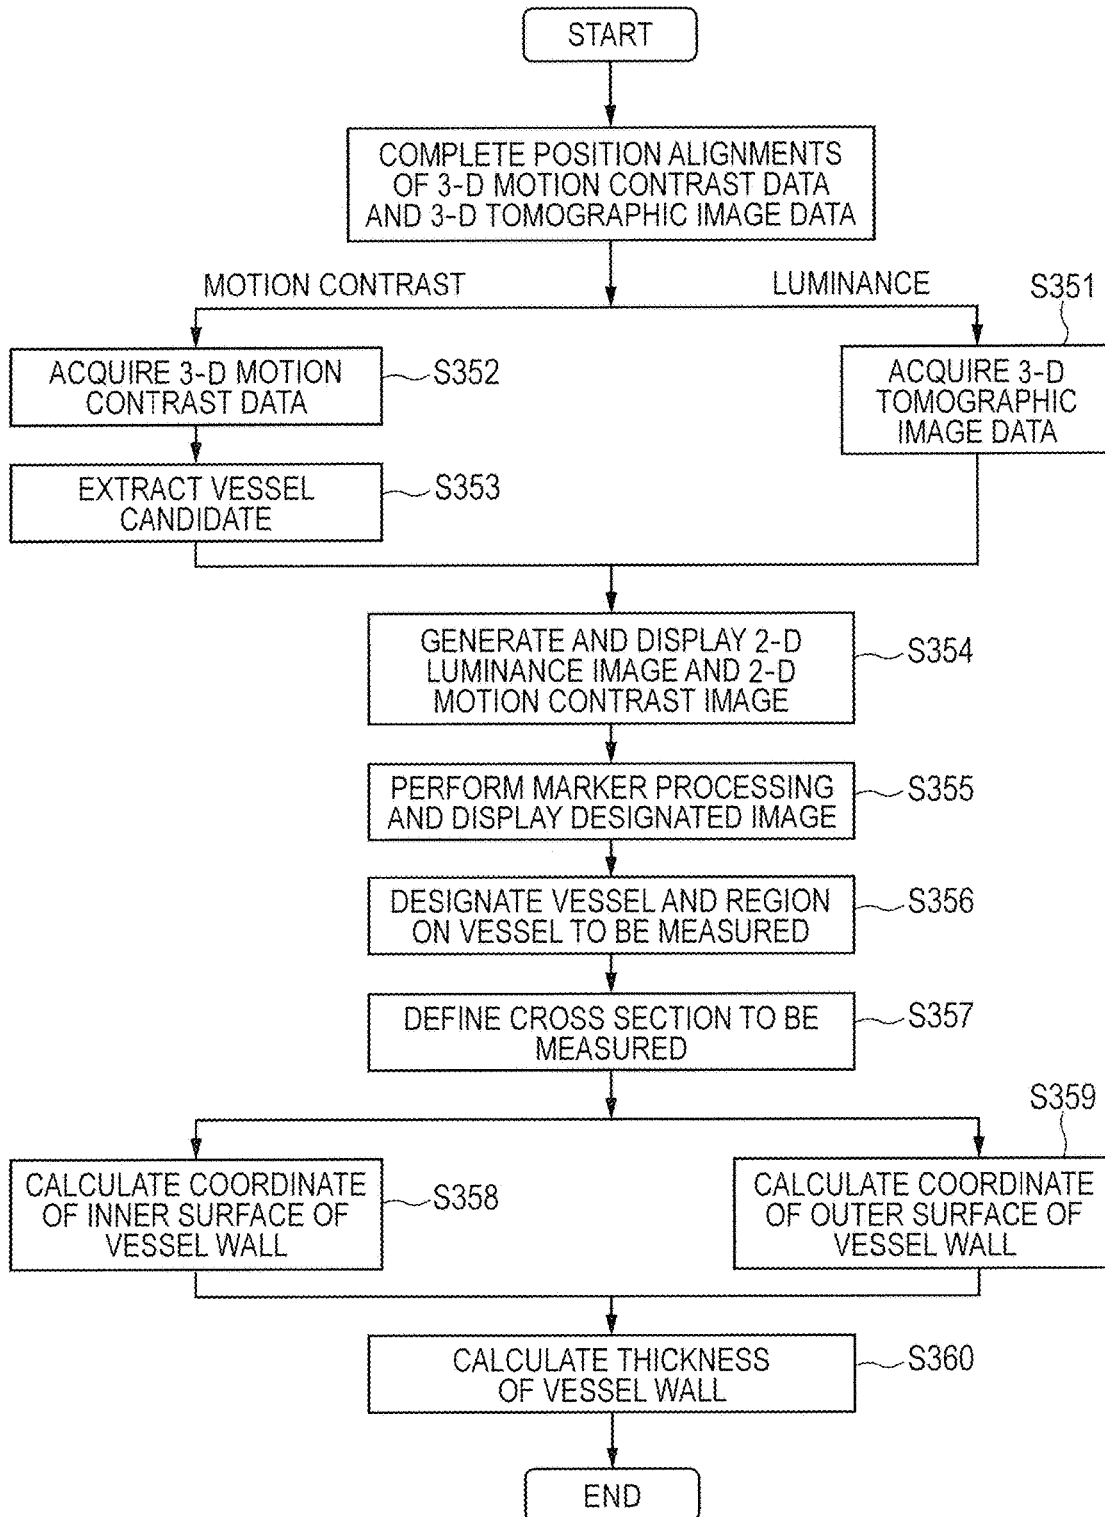 START
COMPLETE POSITION ALIGNMENTS
OF 3-D MOTION CONTRAST DATA
AND 3-D TOMOGRAPHIC IMAGE DATA
MOTION CONTRAST
LUMINANCE
S351
ACQUIRE 3-D MOTION
CONTRAST DATA
S352
ACQUIRE 3-D
TOMOGRAPHIC
IMAGE DATA
EXTRACT VESSEL
CANDIDATE
S353
GENERATE AND DISPLAY 2-D
LUMINANCE IMAGE AND 2-D
MOTION CONTRAST IMAGE
S354
PERFORM MARKER PROCESSING
AND DISPLAY DESIGNATED IMAGE
S355
DESIGNATE VESSEL AND REGION
ON VESSEL TO BE MEASURED
S356
DEFINE CROSS SECTION TO BE
MEASURED
S357
S359
CALCULATE COORDINATE
OF INNER SURFACE OF
VESSEL WALL
S358
CALCULATE COORDINATE
OF OUTER SURFACE OF
VESSEL WALL
CALCULATE THICKNESS
OF VESSEL WALL
S360
END